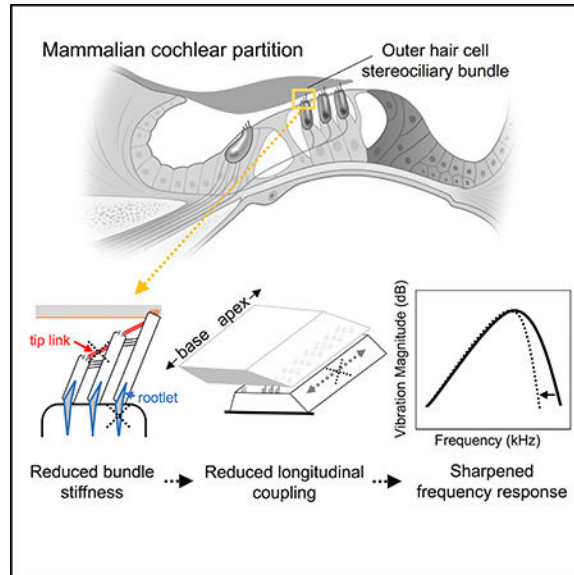 Mammalian cochlear partition
Outer hair cell
stereociliary bundle
tip link
rootlet
base
apex
Vibration Magnitude (dB)
Frequency (kHz)
Reduced bundle
stiffness
Reduced longitudinal
coupling
Sharpened
frequency response